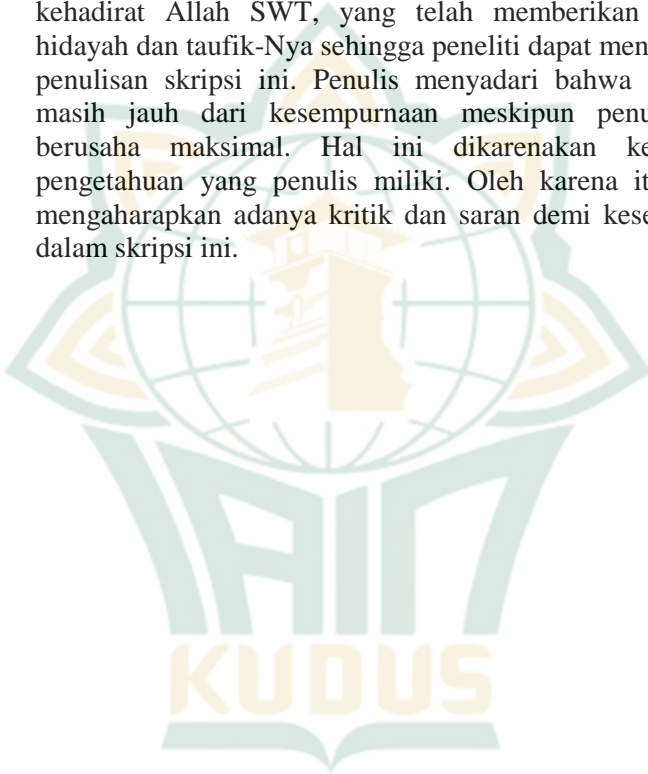 kehadirat Allah SWT, yang telah memberikan
hidayah dan taufik-Nya sehingga peneliti dapat men
penulisan skripsi ini. Penulis menyadari bahwa
masih jauh dari kesempurnaan meskipun penu
berusaha maksimal. Hal ini dikarenakan ke
pengetahuan yang penulis miliki. Oleh karena it
mengaharapkan adanya kritik dan saran demi kese
dalam skripsi ini.
IAIN
KUDUS